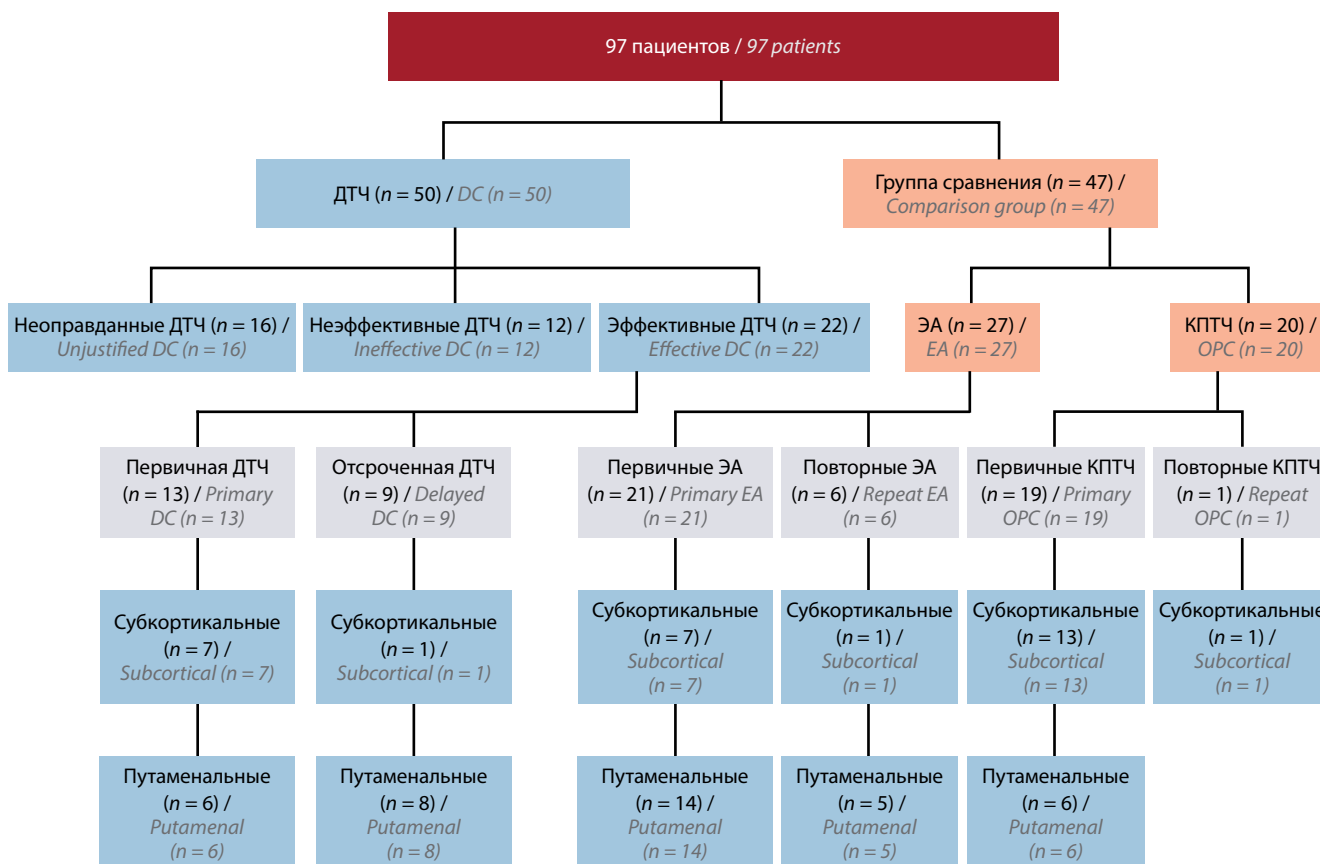 97 пациентов / 97 patients
ДТЧ (n = 50) / DC (n = 50)
Группа сравнения (n = 47) /
Comparison group (n = 47)
Неоправданные ДТЧ (n = 16) /
Unjustified DC (n = 16)
Неэффективные ДТЧ (n = 12) /
Ineffective DC (n = 12)
Эффективные ДТЧ (n = 22) /
Effective DC (n = 22)
ЭА (n = 27) /
EA (n = 27)
КПТЧ (n = 20) /
OPC (n = 20)
Первичная ДТЧ
(n = 13) / Primary
DC (n = 13)
Отсроченная ДТЧ
(n = 9) / Delayed
DC (n = 9)
Первичные ЭА
(n = 21) / Primary EA
(n = 21)
Повторные ЭА
(n = 6) / Repeat EA
(n = 6)
Первичные КПТЧ
(n = 19) / Primary
OPC (n = 19)
Повторные КПТЧ
(n = 1) / Repeat
OPC (n = 1)
Субкортикальные
(n = 7) /
Subcortical (n = 7)
Субкортикальные
(n = 1) /
Subcortical (n = 1)
Субкортикальные
(n = 7) /
Subcortical
(n = 7)
Субкортикальные
(n = 1) /
Subcortical
(n = 1)
Субкортикальные
(n = 13) /
Subcortical
(n = 13)
Субкортикальные
(n = 1) /
Subcortical
(n = 1)
Путаменальные
(n = 6) /
Putamenal
(n = 6)
Путаменальные
(n = 8) /
Putamenal
(n = 8)
Путаменальные
(n = 14) /
Putamenal
(n = 14)
Путаменальные
(n = 5) /
Putamenal
(n = 5)
Путаменальные
(n = 6) /
Putamenal
(n = 6)